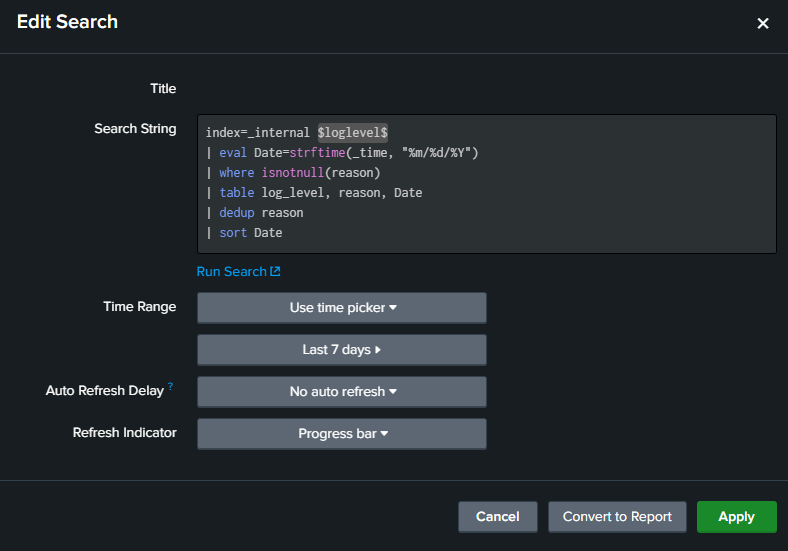 Edit Search
Title
Search String
index=_internal $loglevel$
| eval Date=strftime(_time, "%m/%d/%Y")
| where isnotnull(reason)
| table log_level, reason, Date
| dedup reason
| sort Date
Run Search
Time Range
Use time picker
Last 7 days
Auto Refresh Delay ?
No auto refresh
Refresh Indicator
Progress bar
Cancel
Convert to Report
Apply